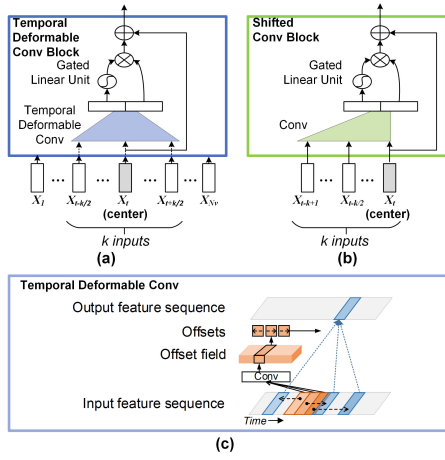 Temporal
Deformable
Conv Block
Gated
Linear Unit
Temporal
Deformable
Conv
X1 ... Xt-k/2 ... Xt ... Xt+k/2 ... XNv
(center)
k inputs
(a)
Shifted
Conv Block
Gated
Linear Unit
Conv
Xt-k+1 ... Xt-k/2 ... Xt
(center)
k inputs
(b)
Temporal Deformable Conv
Output feature sequence
Offsets
Offset field
Conv
Input feature sequence
Time
(c)